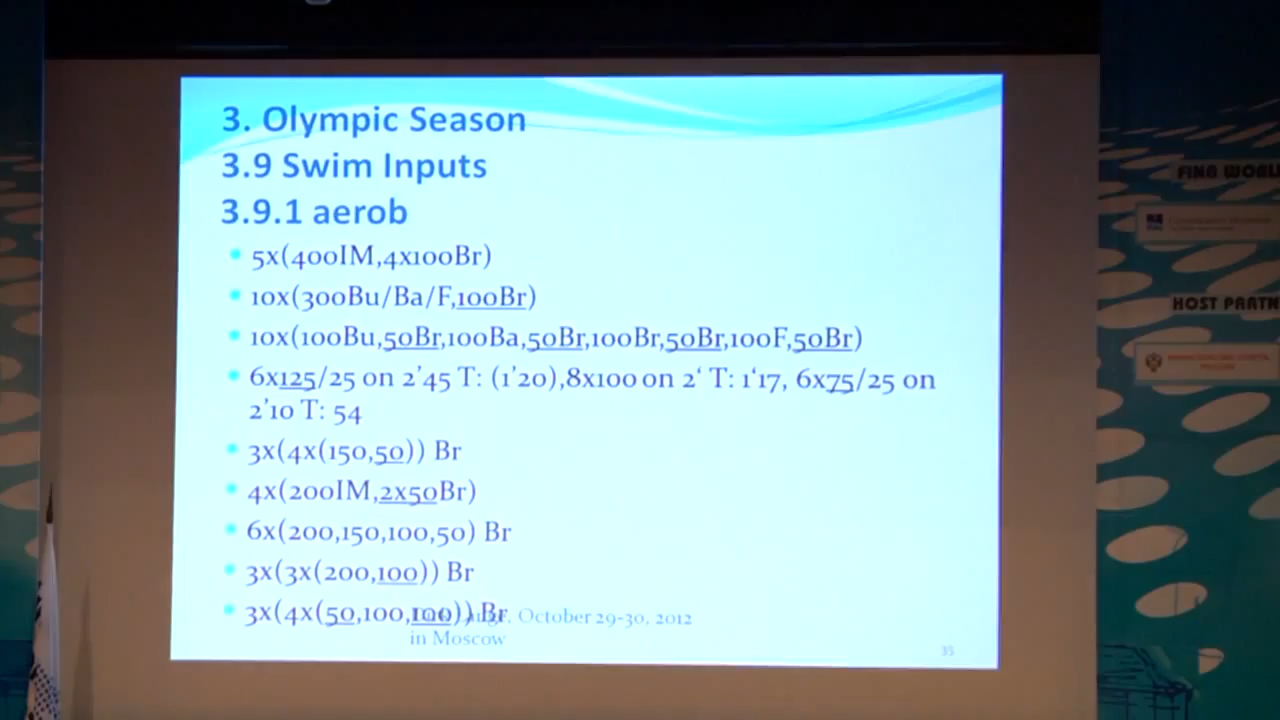 3. Olympic Season
3.9 Swim Inputs
3.9.1 aerob
5x(400IM,4x100Br)
10x(300Bu/Ba/F,100Br)
10x(100Bu,50Br,100Ba,50Br,100Br,50Br,100F,50Br)
6x125/25 on 2’45 T: (1’20),8x100 on 2‘ T: 1‘17, 6x75/25 on
2’10 T: 54
3x(4x(150,50)) Br
4x(200IM,2x50Br)
6x(200,150,100,50) Br
3x(3x(200,100)) Br
3x(4x(50,100,100)) Br
October 29-30, 2012
in Moscow
35
FINA WORL
HOST PARTN